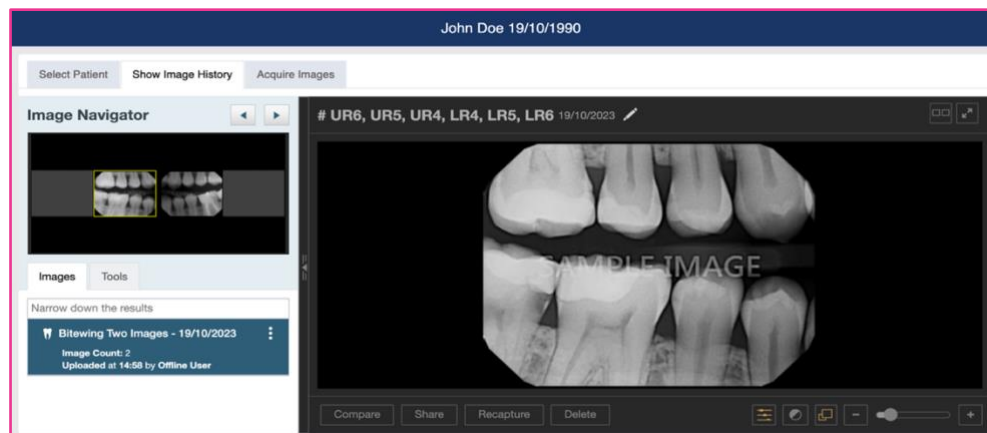 John Doe 19/10/1990
Select Patient Show Image History Acquire Images
Image Navigator
# UR6, UR5, UR4, LR4, LR5, LR6 19/10/2023
SAMPLE IMAGE
Images Tools
Narrow down the results
Bitewing Two Images - 19/10/2023
Image Count: 2
Uploaded at 14:58 by Offline User
Compare Share Recapture Delete